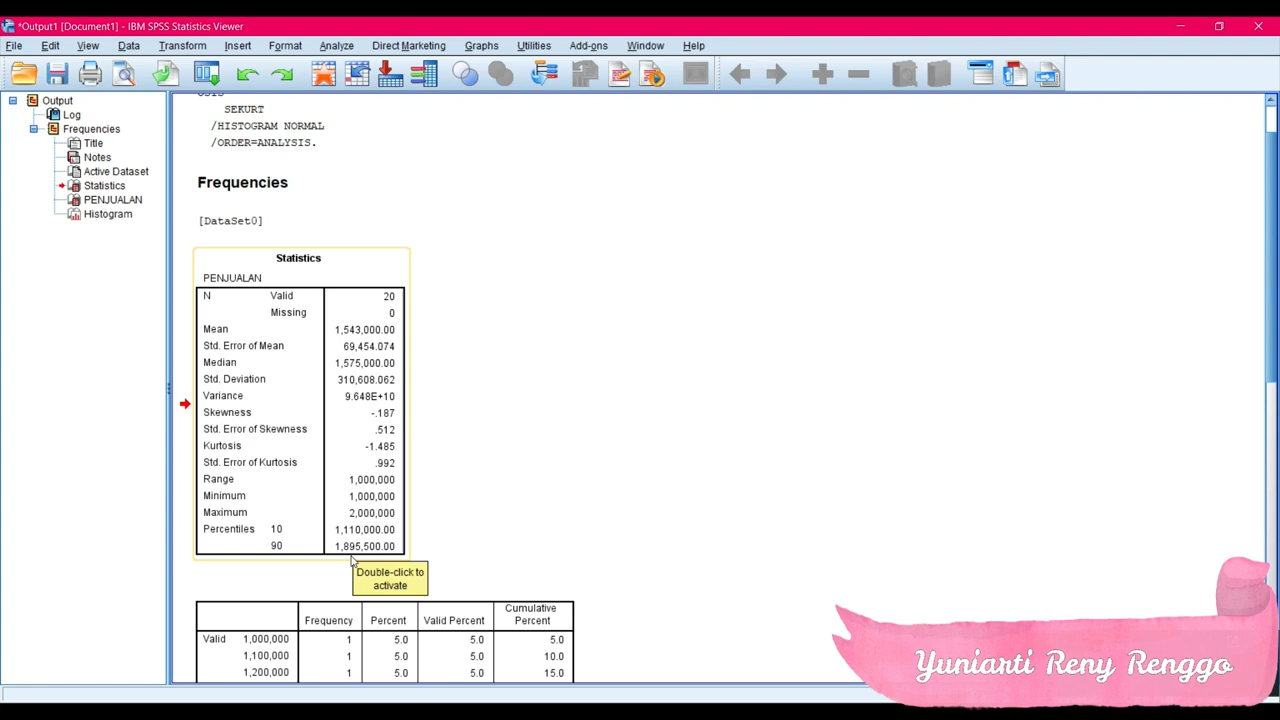 *Output1 [Document1] - IBM SPSS Statistics Viewer
File Edit View Data Transform Insert Format Analyze Direct Marketing Graphs Utilities Add-ons Window Help
Output
Log
Frequencies
Title
Notes
Active Dataset
Statistics
PENJUALAN
Histogram
SEKURT
/HISTOGRAM NORMAL
/ORDER=ANALYSIS.
Frequencies
[DataSet0]
Statistics
PENJUALAN
N Valid 20
Missing 0
Mean 1,543,000.00
Std. Error of Mean 69,454.074
Median 1,575,000.00
Std. Deviation 310,608.062
Variance 9.648E+10
Skewness -.187
Std. Error of Skewness .512
Kurtosis -1.485
Std. Error of Kurtosis .992
Range 1,000,000
Minimum 1,000,000
Maximum 2,000,000
Percentiles 10 1,110,000.00
90 1,895,500.00
Double-click to
activate
Frequency Percent Valid Percent Cumulative Percent
Valid 1,000,000 1 5.0 5.0 5.0
1,100,000 1 5.0 5.0 10.0
1,200,000 1 5.0 5.0 15.0
Yuniarti Reny Renggo